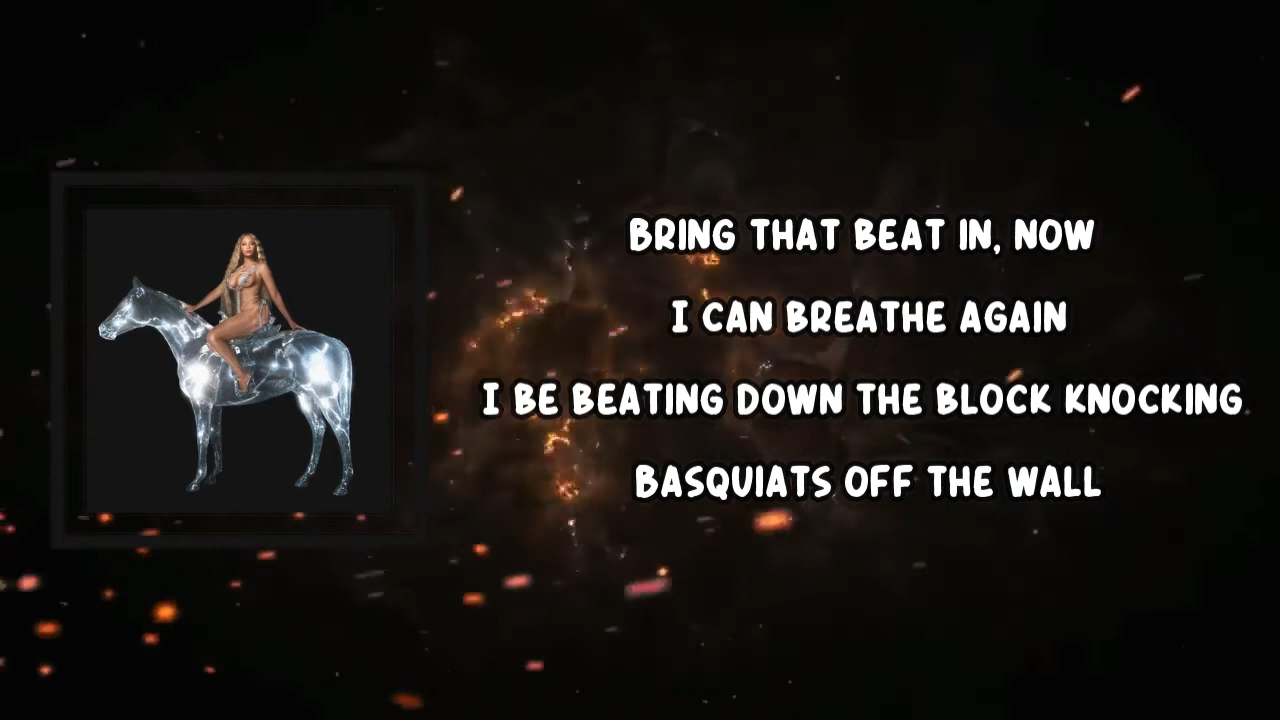 BRING THAT BEAT IN, NOW
I CAN BREATHE AGAIN
I BE BEATING DOWN THE BLOCK KNOCKING
BASQUIATS OFF THE WALL